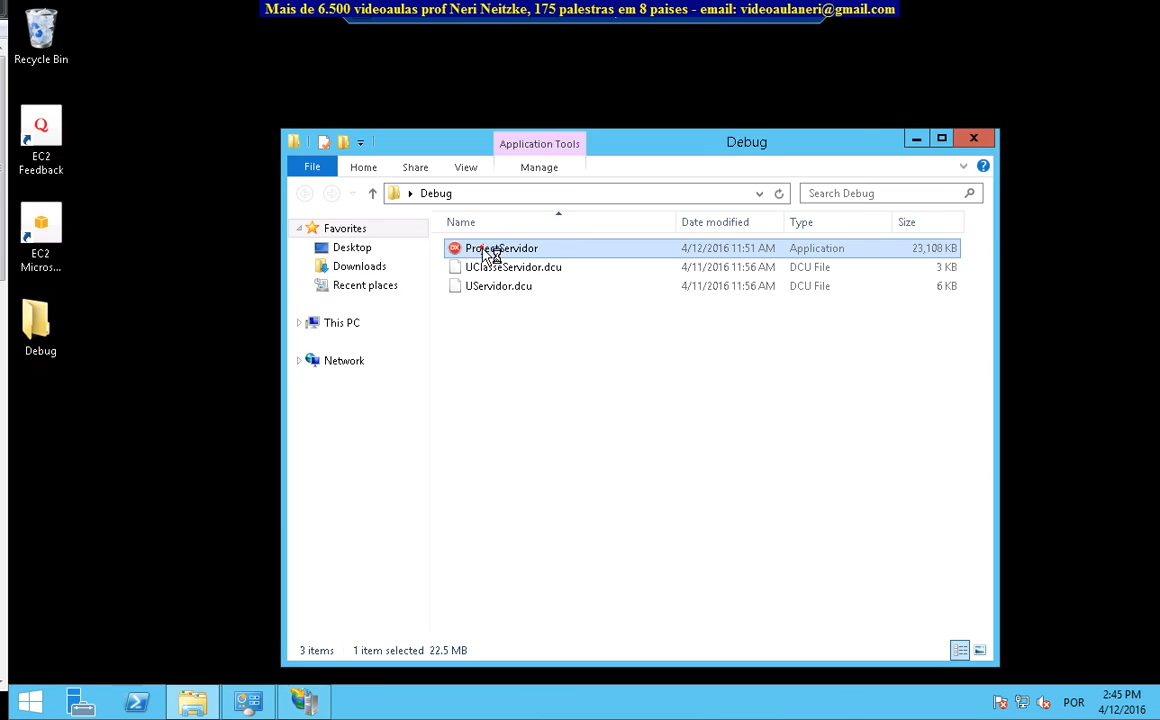 Mais de 6.500 videoaulas prof Neri Neitzke, 175 palestras em 8 paises - email: videoaulaneri@gmail.com
Recycle Bin
Q
EC2
Feedback
EC2
Micros...
Debug
Application Tools
Debug
File
Home
Share
View
Manage
Debug
Search Debug
Name
Date modified
Type
Size
ProjectServidor
4/12/2016 11:51 AM
Application
23,108 KB
UClasseServidor.dcu
4/11/2016 11:56 AM
DCU File
3 KB
UServidor.dcu
4/11/2016 11:56 AM
DCU File
6 KB
Favorites
Desktop
Downloads
Recent places
This PC
Network
3 items
1 item selected 22.5 MB
POR
2:45 PM
4/12/2016